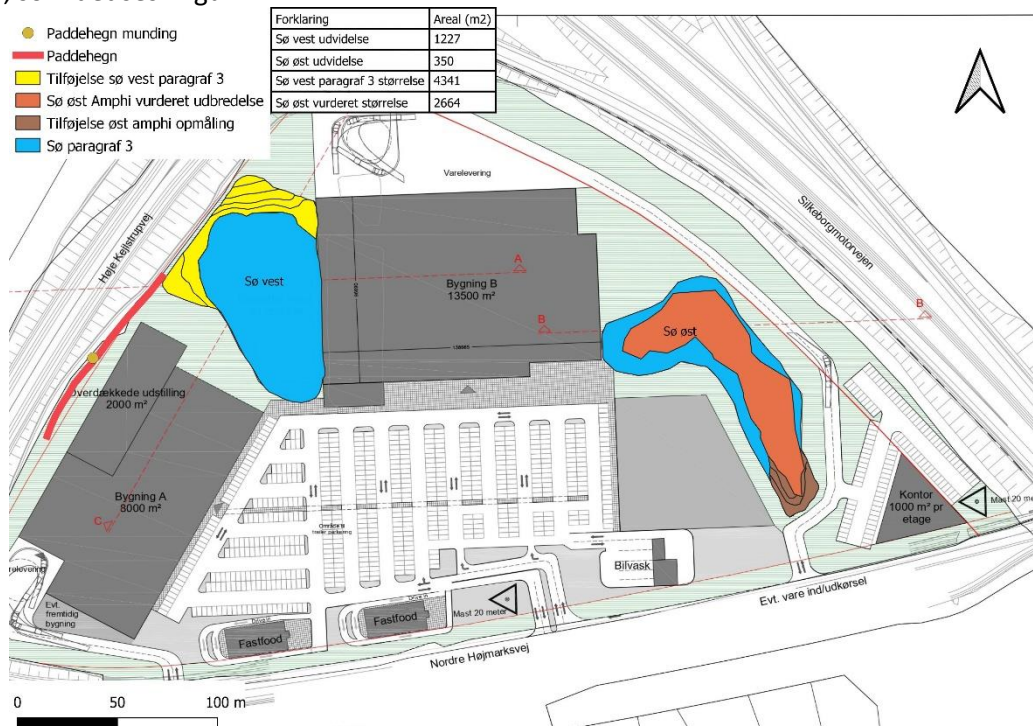 Paddehegn munding
Paddehegn
Tilføjelse sø vest paragraf 3
Sø øst Amphi vurderet udbredelse
Tilføjelse øst amphi opmåling
Sø paragraf 3
Forklaring Areal (m2)
Sø vest udvidelse 1227
Sø øst udvidelse 350
Sø vest paragraf 3 størrelse 4341
Sø øst vurderet størrelse 2664
Varelevering
Høje Kejlstrupvej
Silkeborgmotorvejen
Sø vest
A
Bygning B
13500 m²
B
B
Sø øst
Overdækkede udstilling
2000 m²
Bygning A
8000 m²
C
Kontor
1000 m² pr
etage
Mast 20 me
Bilvask
Evt. vare ind/udkørsel
Mast 20 meter
Evt.
fremtidig
bygning
Drive in
Fastfood
Drive in
Fastfood
Nordre Højmarksvej
0 50 100 m